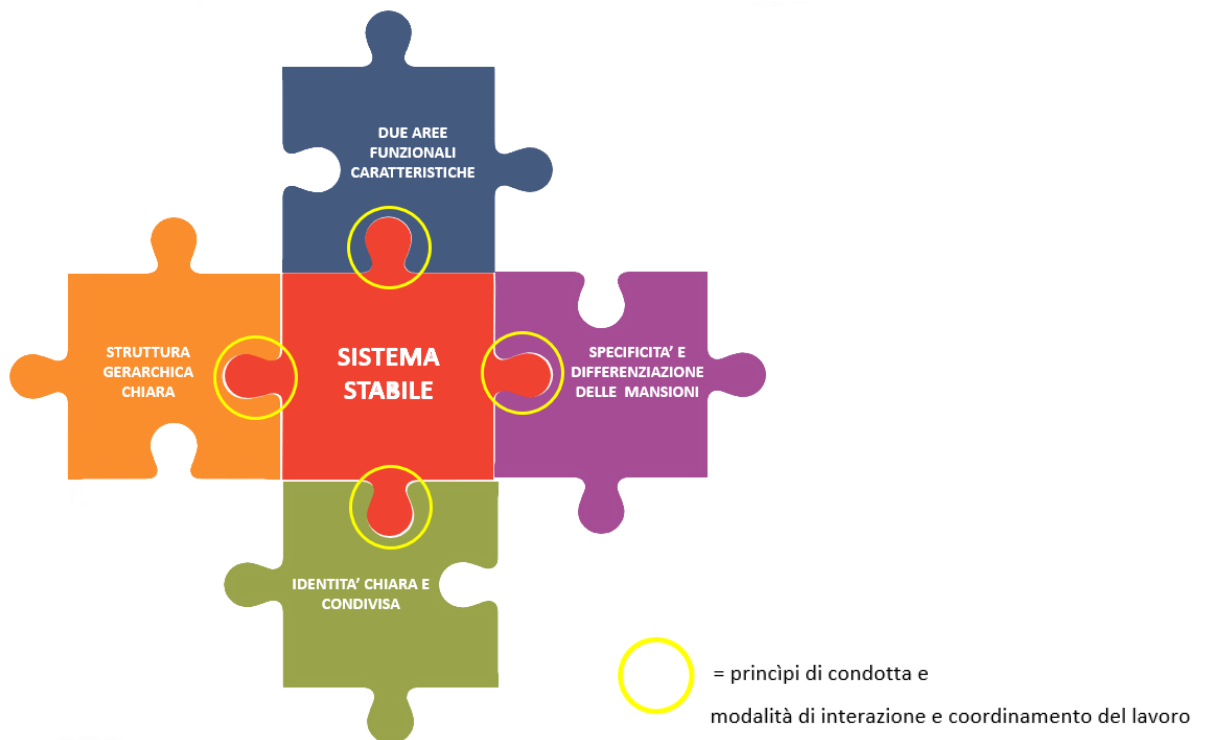 DUE AREE
FUNZIONALI
CARATTERISTICHE
STRUTTURA
GERARCHICA
CHIARA
SISTEMA
STABILE
SPECIFICITA’ E
DIFFERENZIAZIONE
DELLE MANSIONI
IDENTITA’ CHIARA E
CONDIVISA
= princìpi di condotta e
modalità di interazione e coordinamento del lavoro